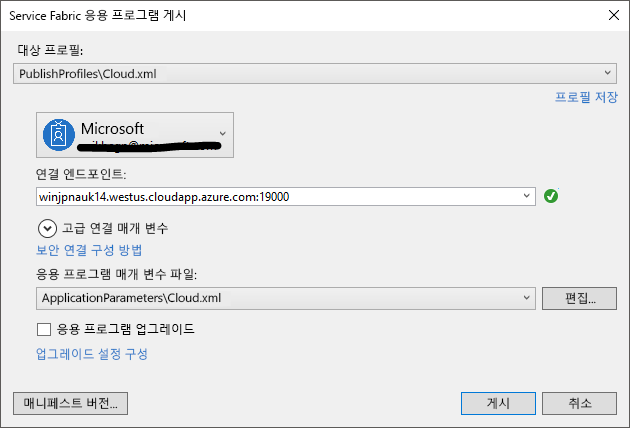 Service Fabric 응용 프로그램 게시
대상 프로필:
PublishProfiles\Cloud.xml
프로필 저장
Microsoft
연결 엔드포인트:
winjpnauk14.westus.cloudapp.azure.com:19000
고급 연결 매개 변수
보안 연결 구성 방법
응용 프로그램 매개 변수 파일:
ApplicationParameters\Cloud.xml
편집...
응용 프로그램 업그레이드
업그레이드 설정 구성
매니페스트 버전...
게시
취소